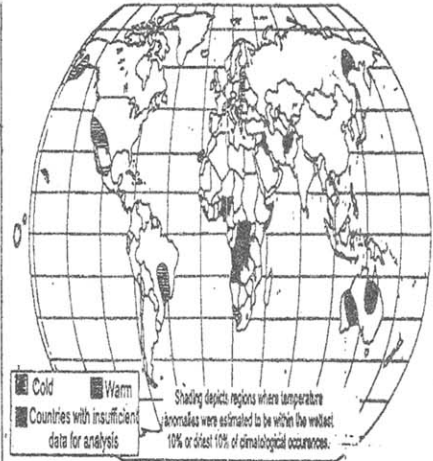 Cold Warm
Countries with insufficient
data for analysis
Shading depicts regions where temperature
anomalies were estimated to be within the wettest
10% or driest 10% of climatological occurrences.